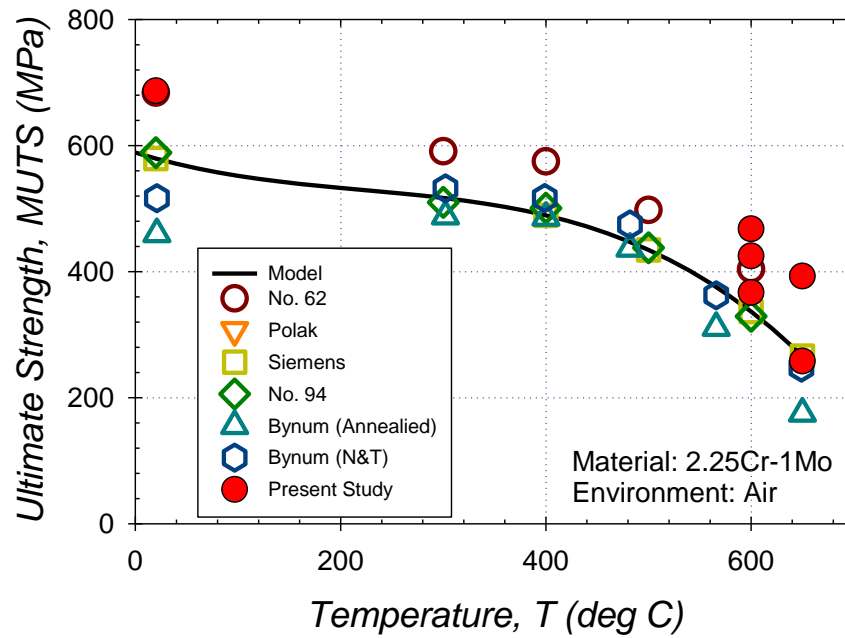 800
600
400
200
0
Ultimate Strength, MUTS (MPa)
Model
No. 62
Polak
Siemens
No. 94
Bynum (Annealied)
Bynum (N&T)
Present Study
Material: 2.25Cr-1Mo
Environment: Air
0 200 400 600
Temperature, T (deg C)